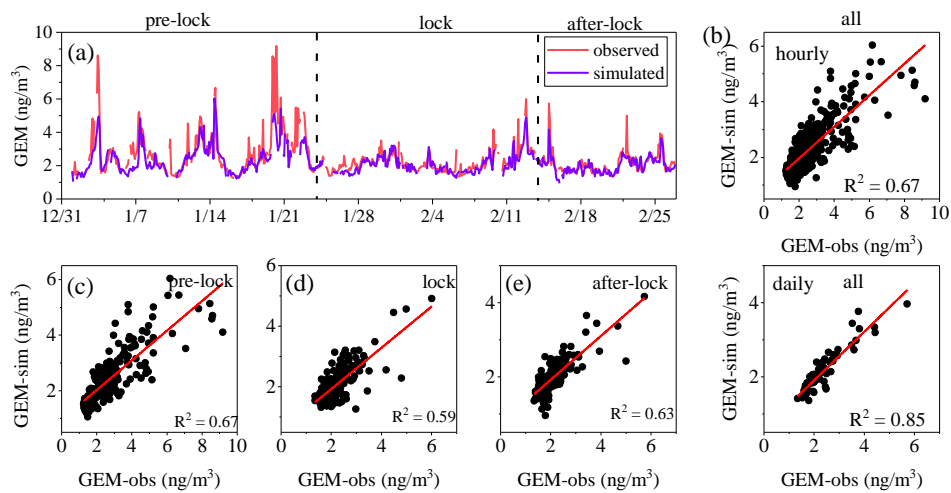 pre-lock lock after-lock
(a)
observed
simulated
GEM (ng/m³)
10
8
6
4
2
0
12/31 1/7 1/14 1/21 1/28 2/4 2/11 2/18 2/25
all
(b)
hourly
GEM-sim (ng/m³)
6
4
2
R² = 0.67
0 2 4 6 8 10
GEM-obs (ng/m³)
(c) pre-lock
GEM-sim (ng/m³)
6
4
2
0
R² = 0.67
0 2 4 6 8 10
GEM-obs (ng/m³)
(d) lock
6
4
2
0
R² = 0.59
0 2 4 6
GEM-obs (ng/m³)
(e) after-lock
4
2
0
R² = 0.63
0 2 4 6
GEM-obs (ng/m³)
daily all
GEM-sim (ng/m³)
4
2
0
R² = 0.85
0 2 4 6
GEM-obs (ng/m³)